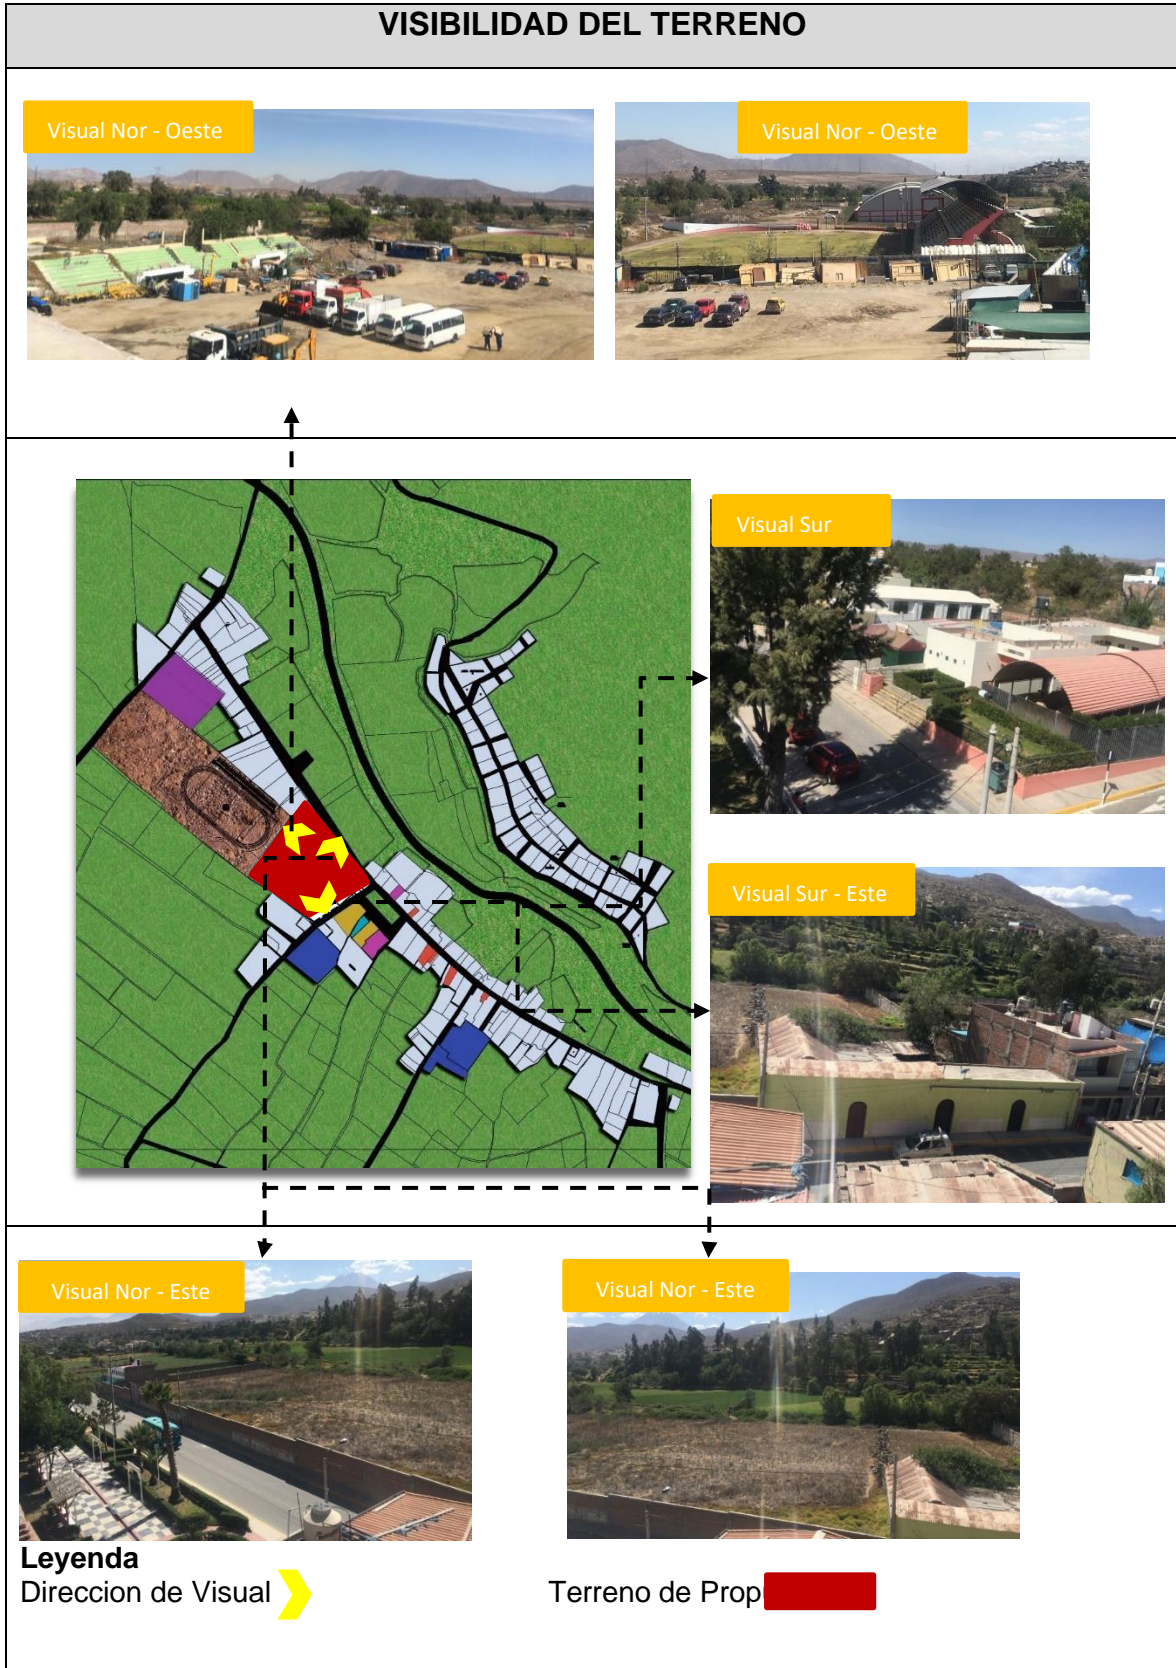 VISIBILIDAD DEL TERRENO
Visual Nor - Oeste
Visual Nor - Oeste
Visual Sur
Visual Sur - Este
Visual Nor - Este
Visual Nor - Este
Leyenda
Direccion de Visual
Terreno de Prop